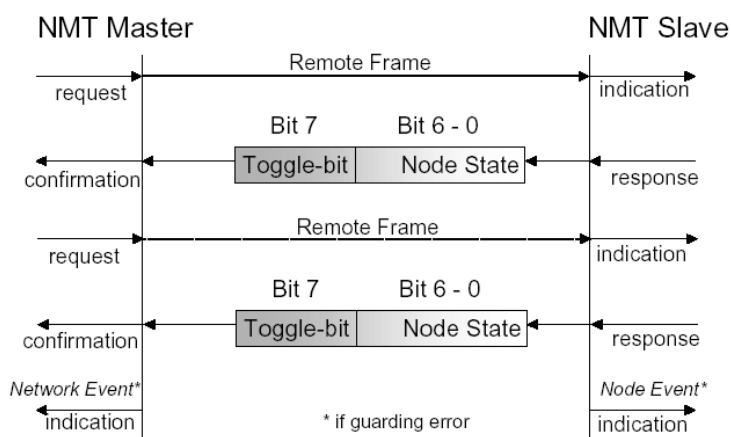 NMT Master NMT Slave
Remote Frame
request indication
Bit 7 Bit 6 - 0
Toggle-bit Node State
confirmation response
Remote Frame
request indication
Bit 7 Bit 6 - 0
Toggle-bit Node State
confirmation response
Network Event* Node Event*
indication * if guarding error indication